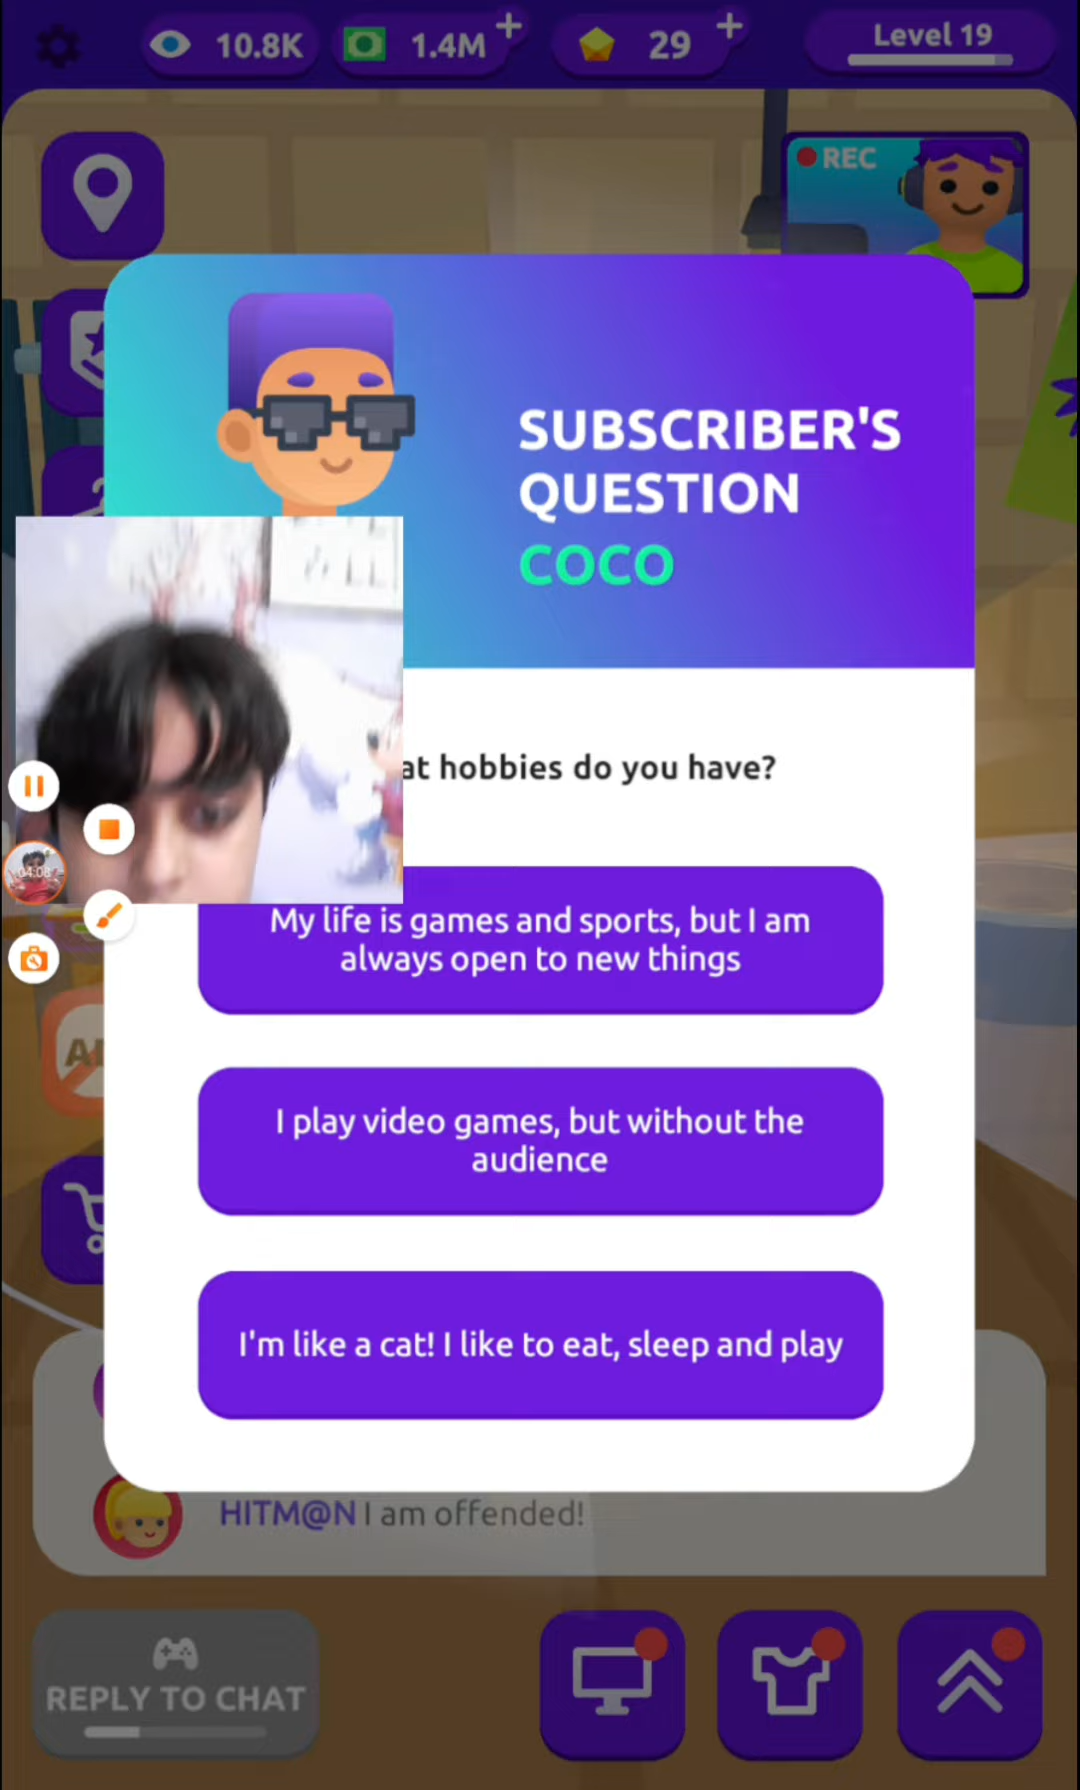 10.8K
1.4M
29
Level 19
REC
SUBSCRIBER'S
QUESTION
COCO
at hobbies do you have?
My life is games and sports, but I am
always open to new things
I play video games, but without the
audience
I'm like a cat! I like to eat, sleep and play
04:08
HITM@N I am offended!
REPLY TO CHAT